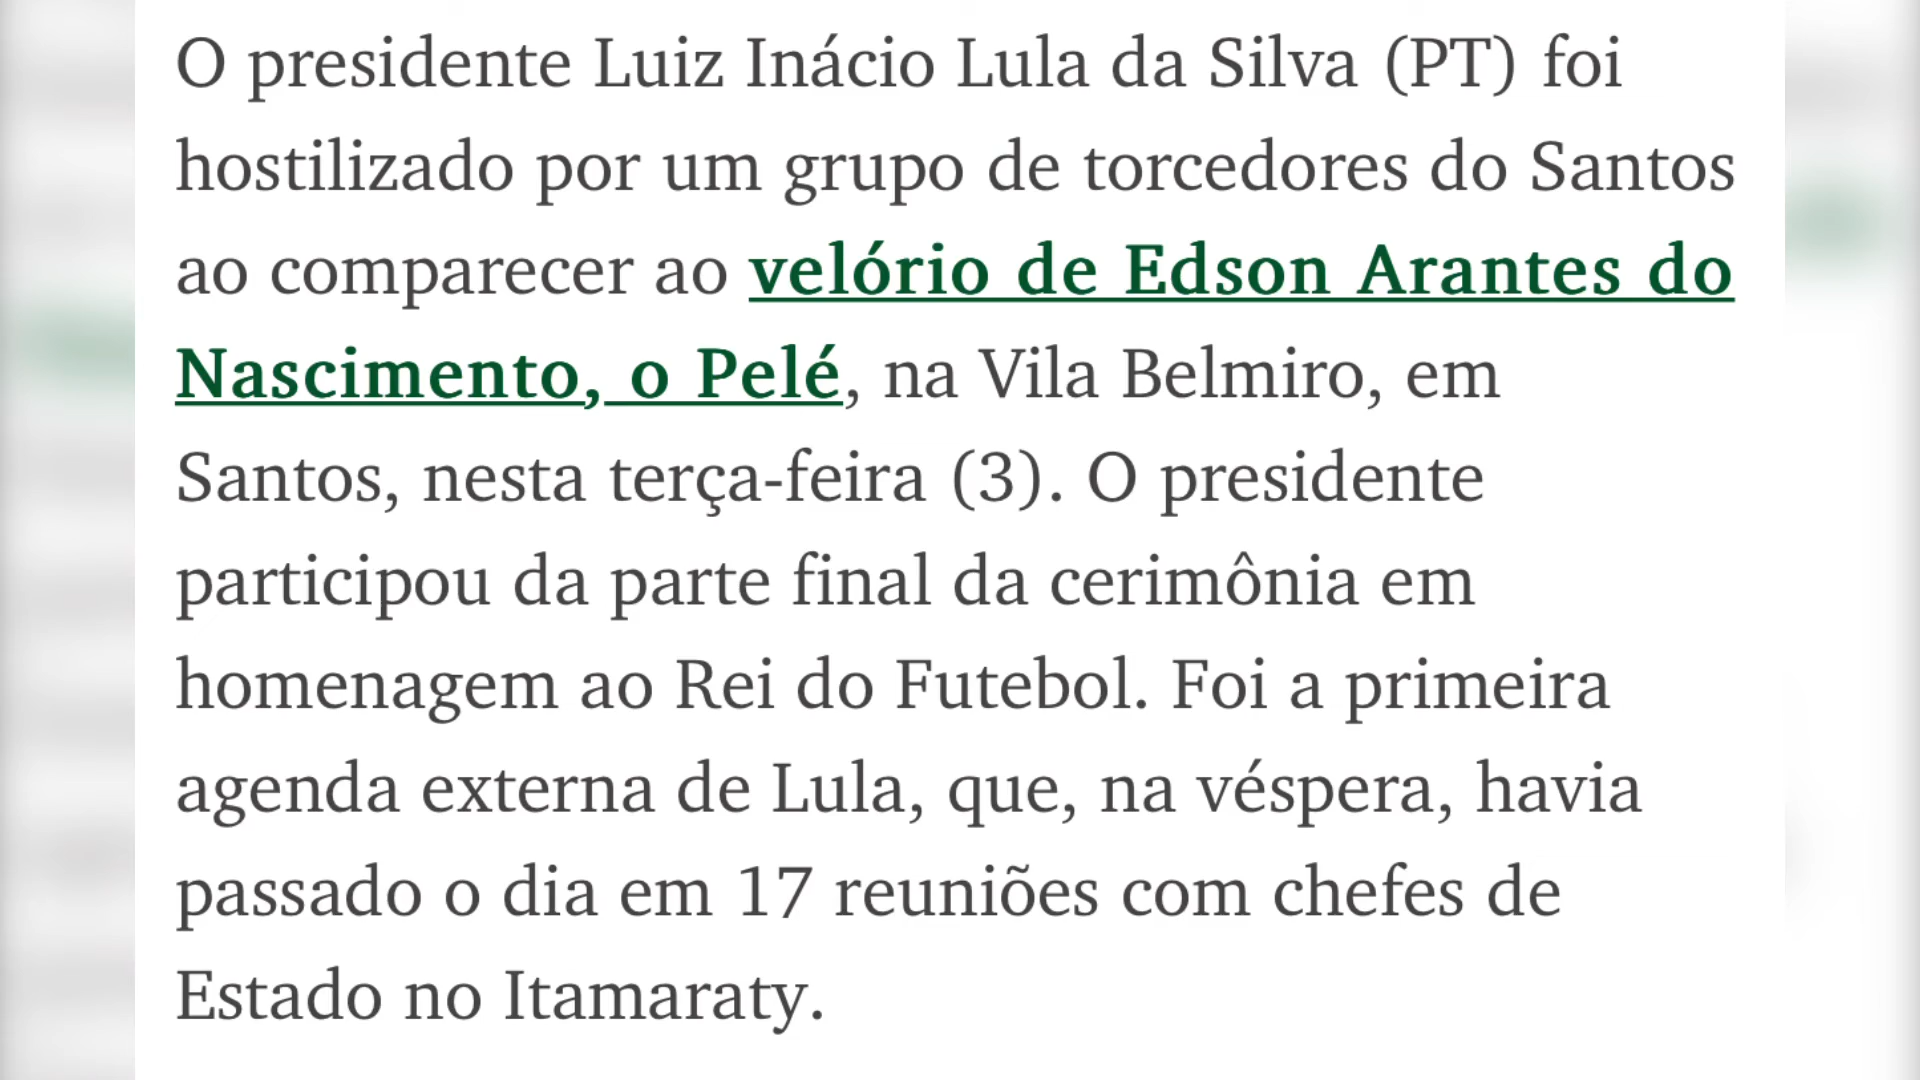 O presidente Luiz Inácio Lula da Silva (PT) foi
hostilizado por um grupo de torcedores do Santos
ao comparecer ao velório de Edson Arantes do
Nascimento, o Pelé, na Vila Belmiro, em
Santos, nesta terça-feira (3). O presidente
participou da parte final da cerimônia em
homenagem ao Rei do Futebol. Foi a primeira
agenda externa de Lula, que, na véspera, havia
passado o dia em 17 reuniões com chefes de
Estado no Itamaraty.